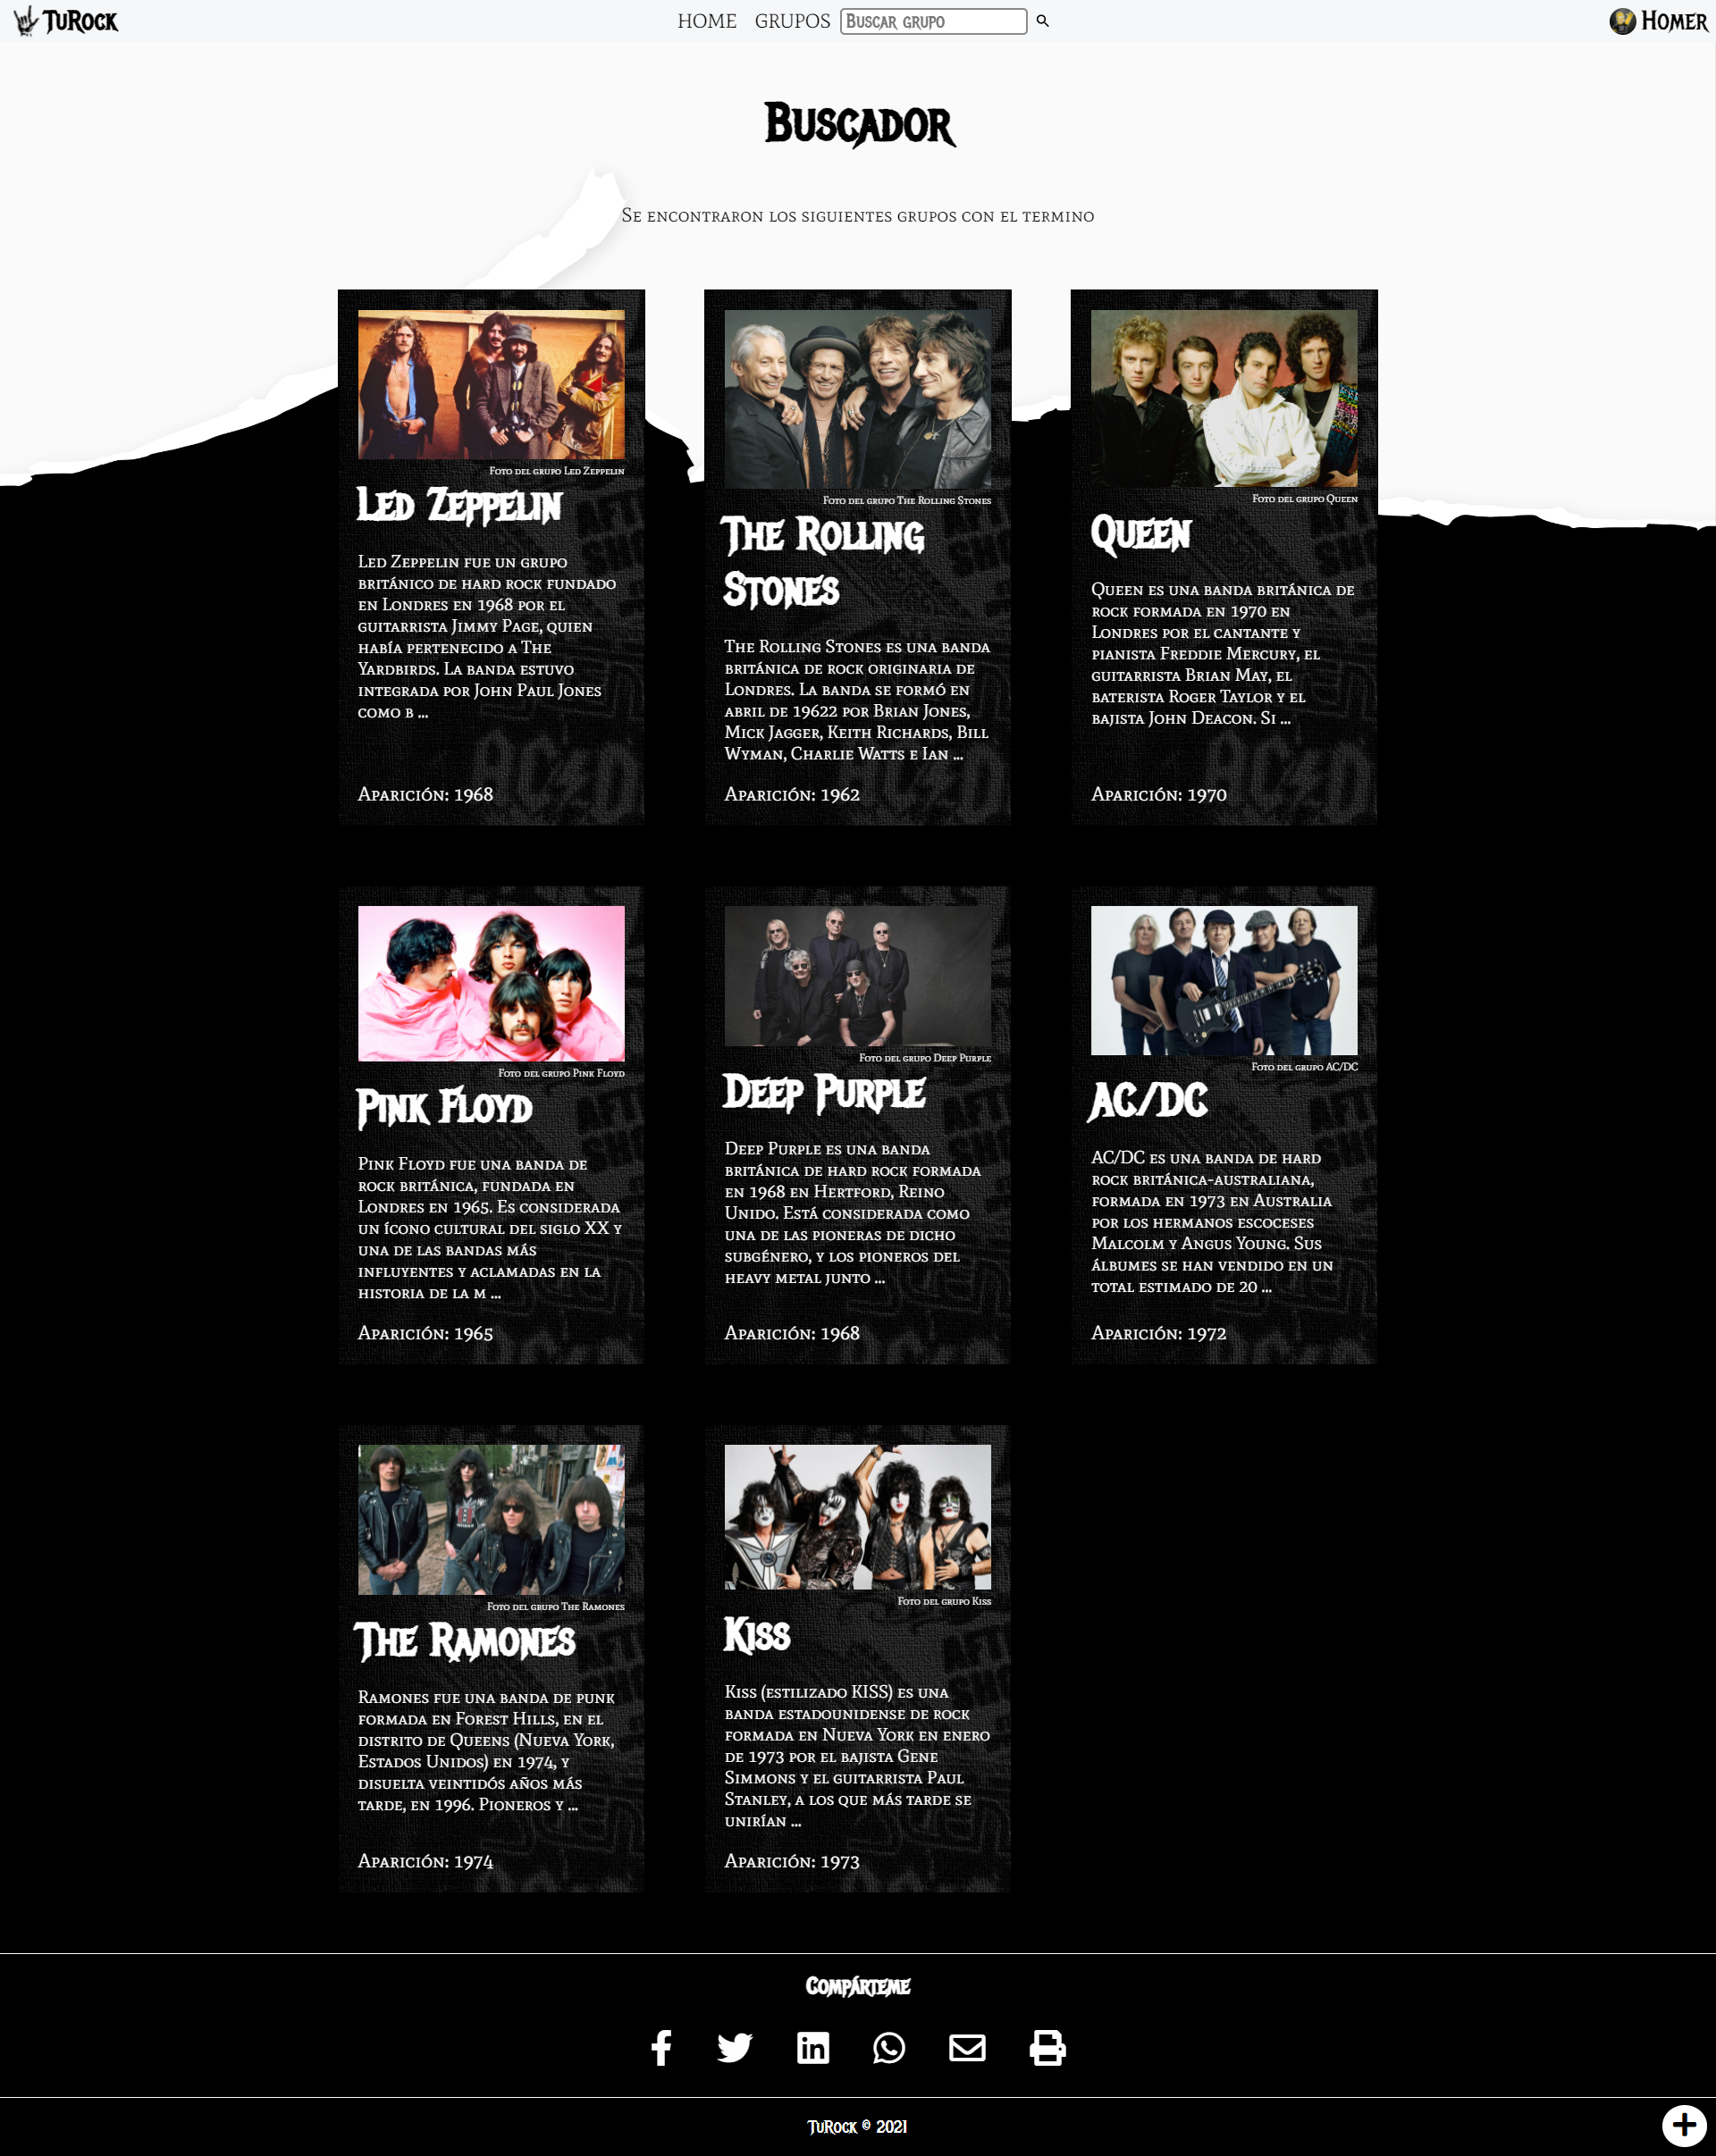 TuRock
HOME GRUPOS Buscar grupo
Homer
Buscador
Se encontraron los siguientes grupos con el termino
Foto del grupo Led Zeppelin
Led Zeppelin
Led Zeppelin fue un grupo
británico de hard rock fundado
en Londres en 1968 por el
guitarrista Jimmy Page, quien
había pertenecido a The
Yardbirds. La banda estuvo
integrada por John Paul Jones
como b ...
Aparición: 1968
Foto del grupo The Rolling Stones
The Rolling
Stones
The Rolling Stones es una banda
británica de rock originaria de
Londres. La banda se formó en
abril de 19622 por Brian Jones,
Mick Jagger, Keith Richards, Bill
Wyman, Charlie Watts e Ian ...
Aparición: 1962
Foto del grupo Queen
Queen
Queen es una banda británica de
rock formada en 1970 en
Londres por el cantante y
pianista Freddie Mercury, el
guitarrista Brian May, el
baterista Roger Taylor y el
bajista John Deacon. Si ...
Aparición: 1970
Foto del grupo Pink Floyd
Pink Floyd
Pink Floyd fue una banda de
rock británica, fundada en
Londres en 1965. Es considerada
un ícono cultural del siglo XX y
una de las bandas más
influyentes y aclamadas en la
historia de la m ...
Aparición: 1965
Foto del grupo Deep Purple
Deep Purple
Deep Purple es una banda
británica de hard rock formada
en 1968 en Hertford, Reino
Unido. Está considerada como
una de las pioneras de dicho
subgénero, y los pioneros del
heavy metal junto ...
Aparición: 1968
Foto del grupo AC/DC
AC/DC
AC/DC es una banda de hard
rock británica-australiana,
formada en 1973 en Australia
por los hermanos escoceses
Malcolm y Angus Young. Sus
álbumes se han vendido en un
total estimado de 20 ...
Aparición: 1972
Foto del grupo The Ramones
The Ramones
Ramones fue una banda de punk
formada en Forest Hills, en el
distrito de Queens (Nueva York,
Estados Unidos) en 1974, y
disuelta veintidós años más
tarde, en 1996. Pioneros y ...
Aparición: 1974
Foto del grupo Kiss
Kiss
Kiss (estilizado KISS) es una
banda estadounidense de rock
formada en Nueva York en enero
de 1973 por el bajista Gene
Simmons y el guitarrista Paul
Stanley, a los que más tarde se
unirían ...
Aparición: 1973
Compárteme
TuRock © 2021